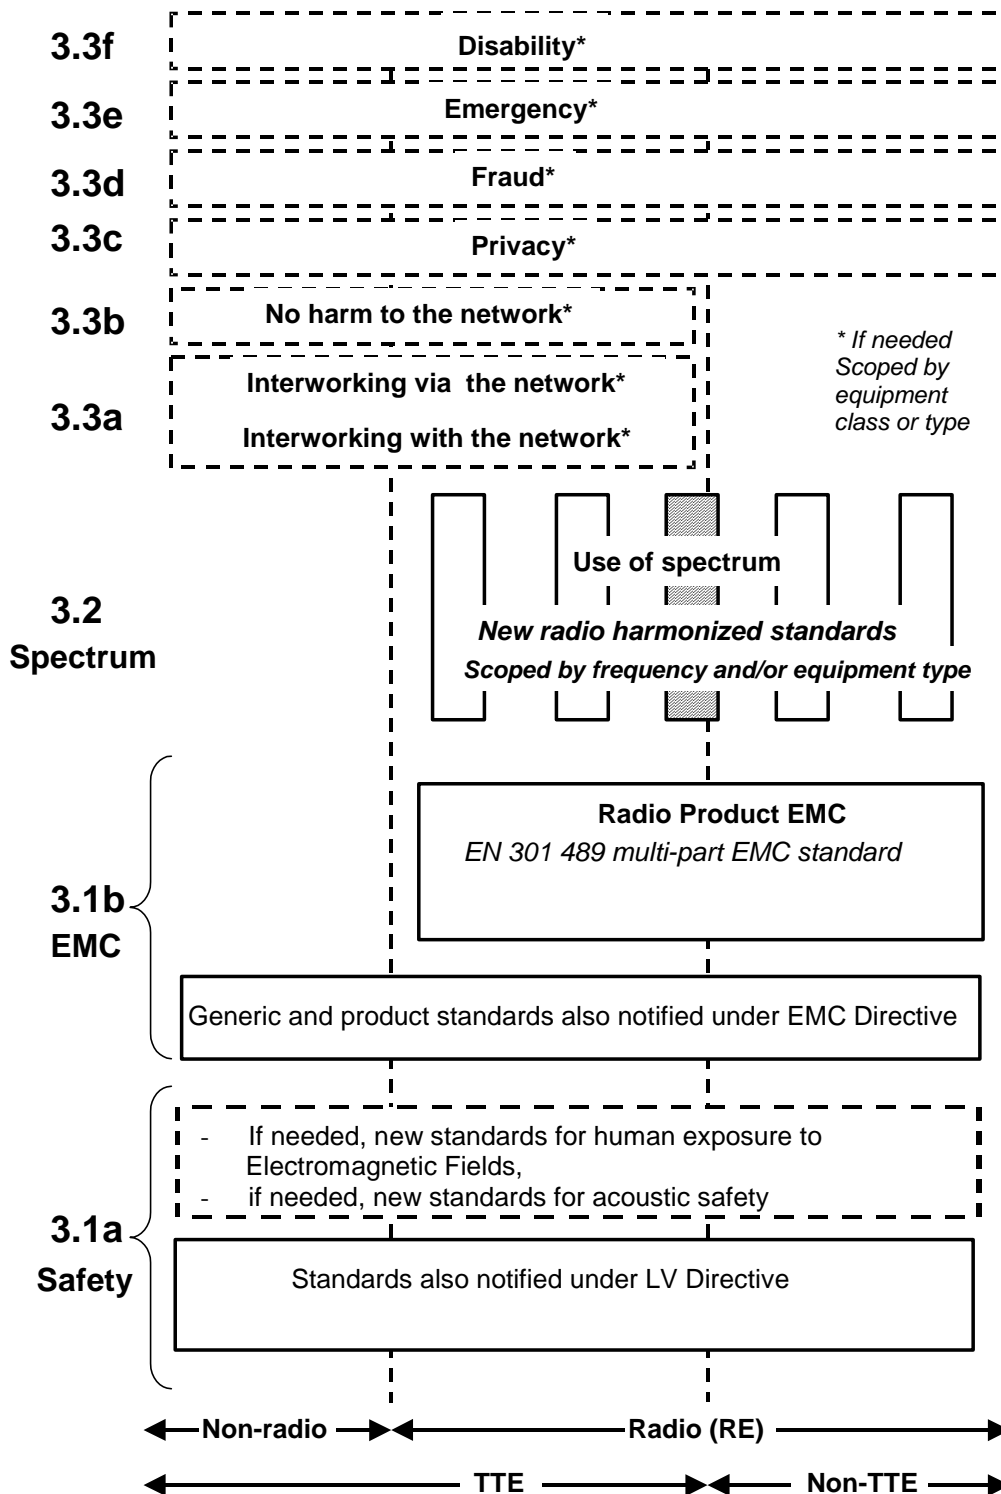 3.3f
Disability*
3.3e
Emergency*
3.3d
Fraud*
3.3c
Privacy*
3.3b
No harm to the network*
* If needed
Scoped by
equipment
class or type
3.3a
Interworking via the network*
Interworking with the network*
Use of spectrum
3.2
Spectrum
New radio harmonized standards
Scoped by frequency and/or equipment type
Radio Product EMC
EN 301 489 multi-part EMC standard
3.1b
EMC
Generic and product standards also notified under EMC Directive
- If needed, new standards for human exposure to
Electromagnetic Fields,
- if needed, new standards for acoustic safety
3.1a
Safety
Standards also notified under LV Directive
Non-radio
Radio (RE)
TTE
Non-TTE